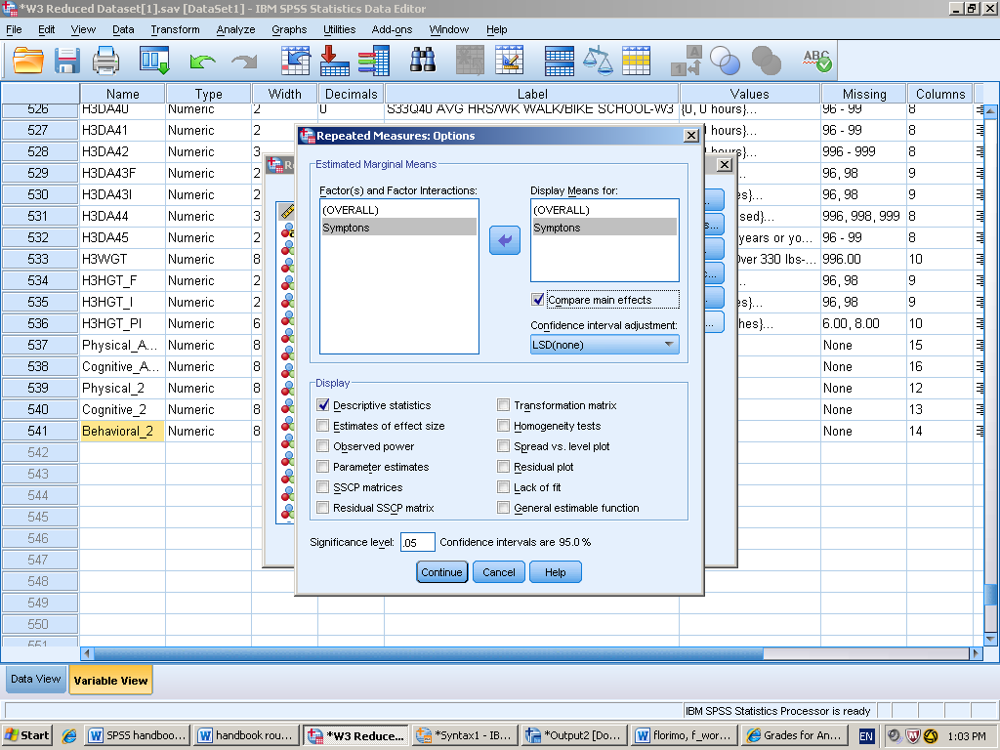 *W3 Reduced Dataset[1].sav [DataSet1] - IBM SPSS Statistics Data Editor
File Edit View Data Transform Analyze Graphs Utilities Add-ons Window Help
Name Type Width Decimals Label Values Missing Columns
526 H3DA40 Numeric 2 0 S33Q40 AVG HRS/WK WALK/BIKE SCHOOL-W3 {0, 0 hours}... 96 - 99 8
527 H3DA41 Numeric 2 hours}... 96 - 99 8
528 H3DA42 Numeric 3 hours}... 996 - 999 8
529 H3DA43F Numeric 2 96, 98 9
530 H3DA43I Numeric 2 es}... 96, 98 9
531 H3DA44 Numeric 3 sed}... 996, 998, 999 8
532 H3DA45 Numeric 2 years or yo... 96 - 99 8
533 H3WGT Numeric 8 Over 330 lbs-... 996.00 10
534 H3HGT_F Numeric 2 96, 98 9
535 H3HGT_I Numeric 2 es}... 96, 98 9
536 H3HGT_PI Numeric 6 hes}... 6.00, 8.00 10
537 Physical_A... Numeric 8 None 15
538 Cognitive_A... Numeric 8 None 16
539 Physical_2 Numeric 8 None 12
540 Cognitive_2 Numeric 8 None 13
541 Behavioral_2 Numeric 8 None 14
542
543
544
545
546
547
548
549
550
551
Repeated Measures: Options
Estimated Marginal Means
Factor(s) and Factor Interactions:
(OVERALL)
Symptons
Display Means for:
(OVERALL)
Symptons
Compare main effects
Confidence interval adjustment:
LSD(none)
Display
Descriptive statistics Transformation matrix
Estimates of effect size Homogeneity tests
Observed power Spread vs. level plot
Parameter estimates Residual plot
SSCP matrices Lack of fit
Residual SSCP matrix General estimable function
Significance level: .05 Confidence intervals are 95.0 %
Continue Cancel Help
Data View Variable View
IBM SPSS Statistics Processor is ready
Start SPSS handboo... handbook rou... *W3 Reduce... *Syntax1 - IB... *Output2 [Do... florimo, f_wor... Grades for An... EN 1:03 PM